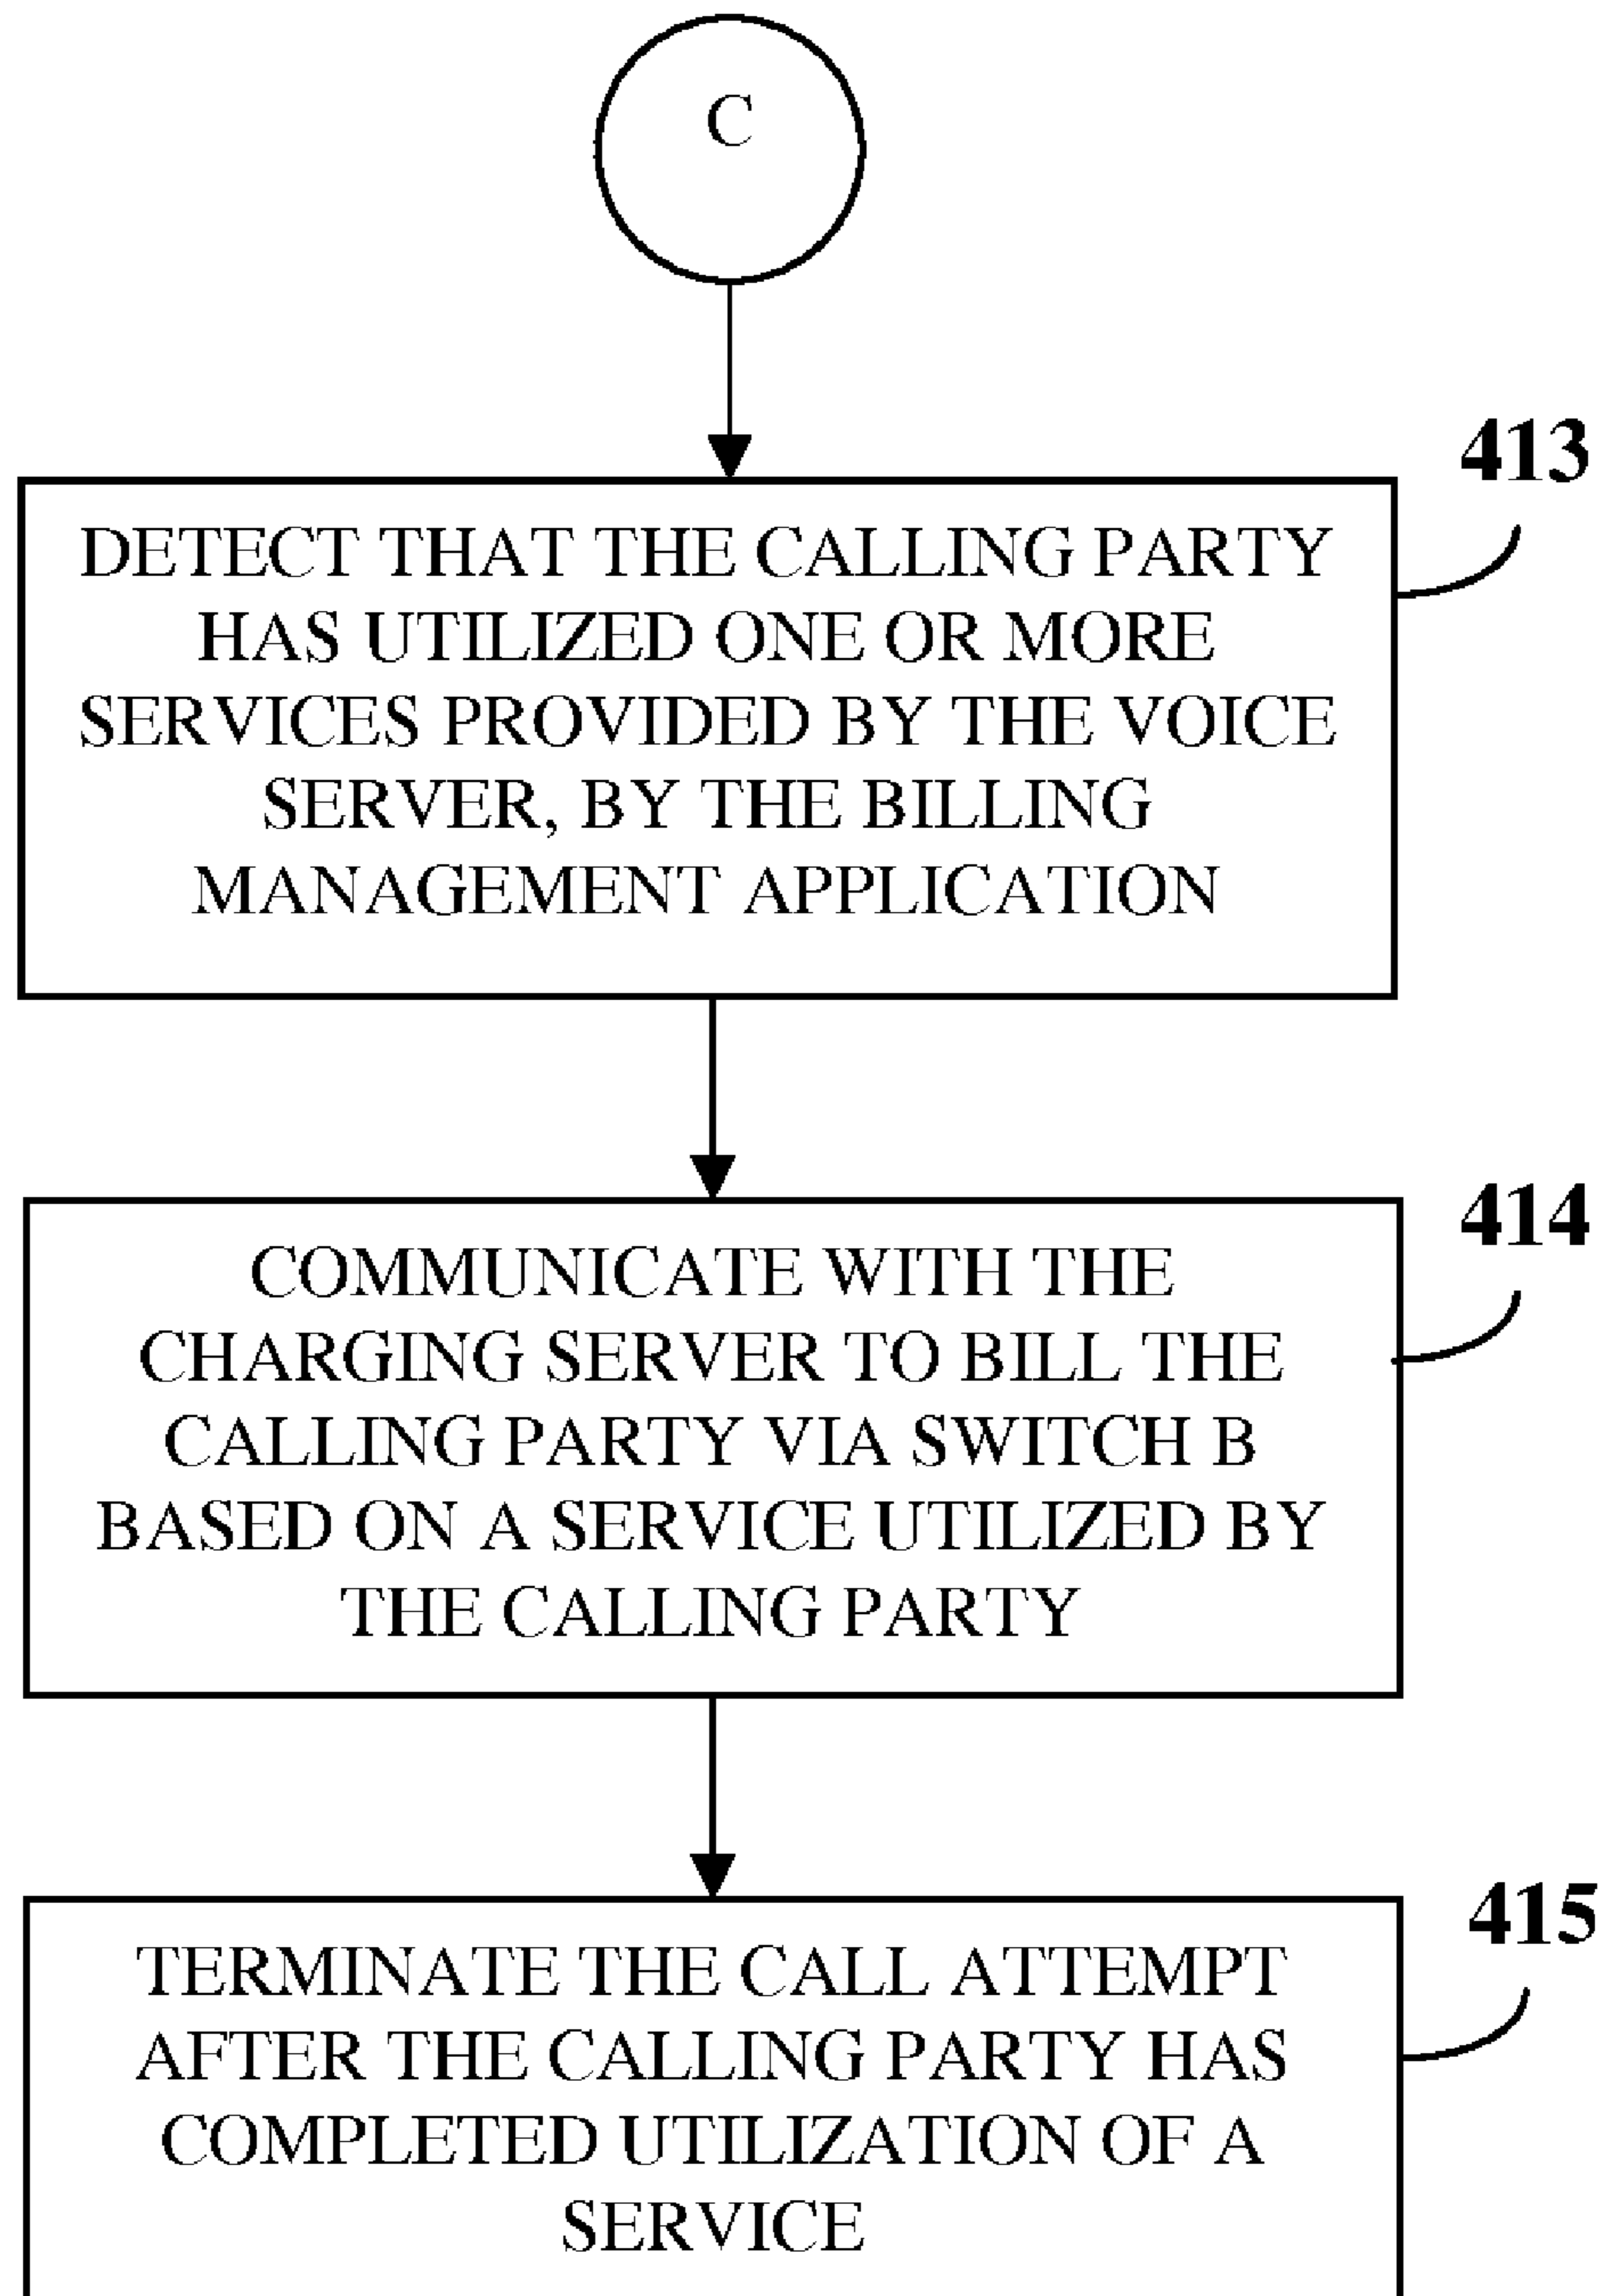 C
413
DETECT THAT THE CALLING PARTY
HAS UTILIZED ONE OR MORE
SERVICES PROVIDED BY THE VOICE
SERVER, BY THE BILLING
MANAGEMENT APPLICATION
414
COMMUNICATE WITH THE
CHARGING SERVER TO BILL THE
CALLING PARTY VIA SWITCH B
BASED ON A SERVICE UTILIZED BY
THE CALLING PARTY
415
TERMINATE THE CALL ATTEMPT
AFTER THE CALLING PARTY HAS
COMPLETED UTILIZATION OF A
SERVICE